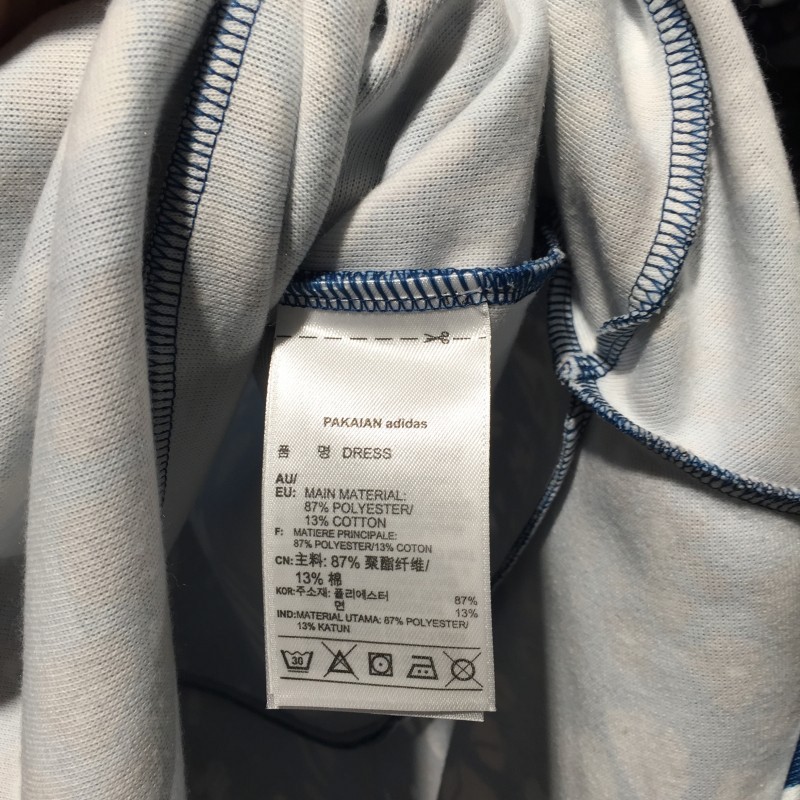 PAKAIAN adidas
품 명 DRESS
AU/
EU: MAIN MATERIAL:
87% POLYESTER/
13% COTTON
F: MATIERE PRINCIPALE:
87% POLYESTER/13% COTON
CN:主料: 87% 聚酯纤维/
13% 棉
KOR:주소재: 폴리에스터 87%
면 13%
IND:MATERIAL UTAMA: 87% POLYESTER/
13% KATUN
30